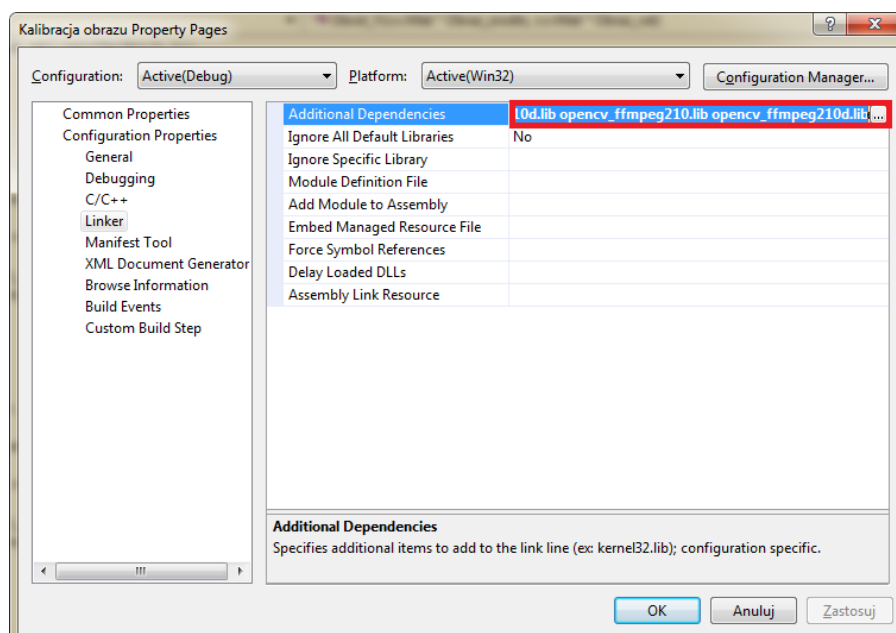 Kalibracja obrazu Property Pages
Configuration: Active(Debug) Platform: Active(Win32) Configuration Manager...
Common Properties
Configuration Properties
General
Debugging
C/C++
Linker
Manifest Tool
XML Document Generator
Browse Information
Build Events
Custom Build Step
Additional Dependencies 10d.lib opencv_ffmpeg210.lib opencv_ffmpeg210d.lib ...
Ignore All Default Libraries No
Ignore Specific Library
Module Definition File
Add Module to Assembly
Embed Managed Resource File
Force Symbol References
Delay Loaded DLLs
Assembly Link Resource
Additional Dependencies
Specifies additional items to add to the link line (ex: kernel32.lib); configuration specific.
OK Anuluj Zastosuj